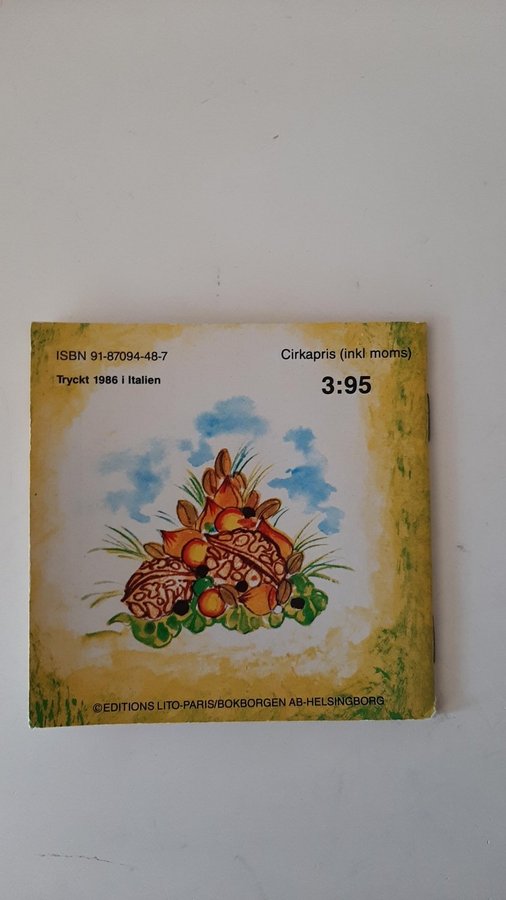 ISBN 91-87094-48-7
Cirkapris (inkl moms)
Tryckt 1986 i Italien
3:95
©EDITIONS LITO-PARIS/BOKBORGEN AB-HELSINGBORG